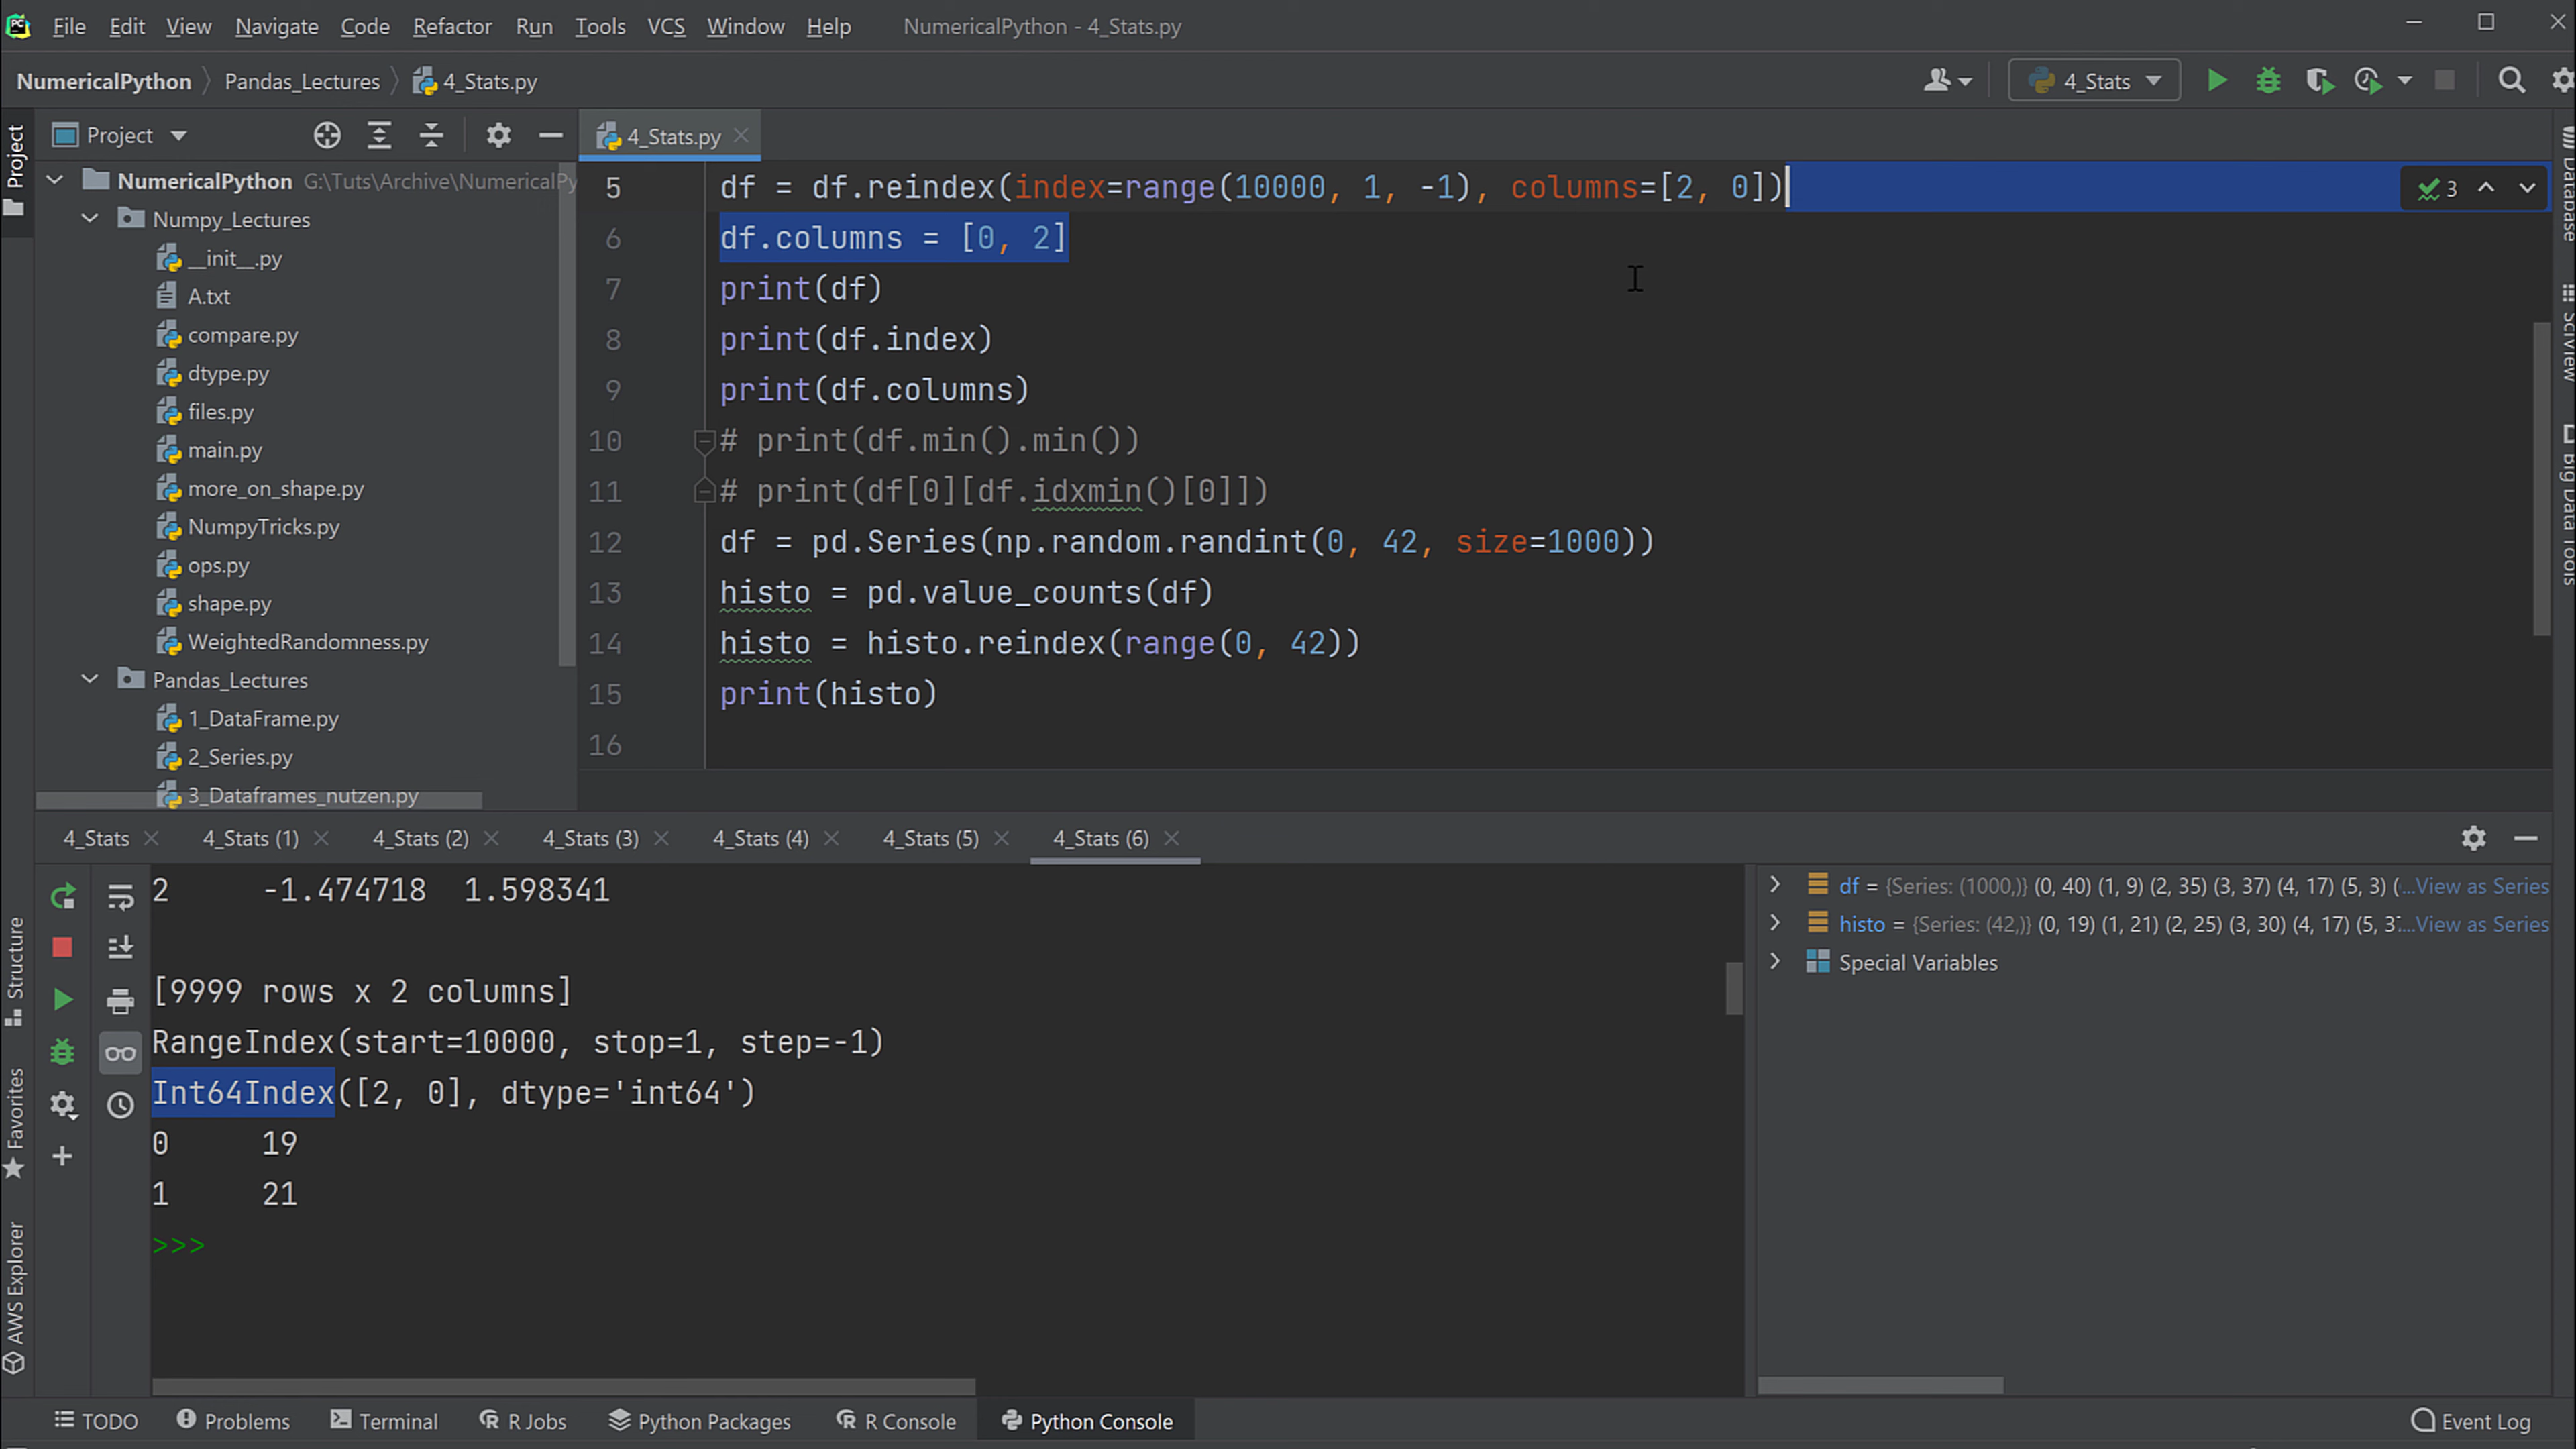 File Edit View Navigate Code Refactor Run Tools VCS Window Help NumericalPython - 4_Stats.py
NumericalPython Pandas_Lectures 4_Stats.py
4_Stats
Project
4_Stats.py
Project
NumericalPython G:\Tuts\Archive\NumericalPy
Numpy_Lectures
__init__.py
A.txt
compare.py
dtype.py
files.py
main.py
more_on_shape.py
NumpyTricks.py
ops.py
shape.py
WeightedRandomness.py
Pandas_Lectures
1_DataFrame.py
2_Series.py
3_Dataframes_nutzen.py
5 df = df.reindex(index=range(10000, 1, -1), columns=[2, 0])
3
6 df.columns = [0, 2]
7 print(df)
8 print(df.index)
9 print(df.columns)
10 # print(df.min().min())
11 # print(df[0][df.idxmin()[0]])
12 df = pd.Series(np.random.randint(0, 42, size=1000))
13 histo = pd.value_counts(df)
14 histo = histo.reindex(range(0, 42))
15 print(histo)
16
Database
SciView
Big Data Tools
4_Stats 4_Stats (1) 4_Stats (2) 4_Stats (3) 4_Stats (4) 4_Stats (5) 4_Stats (6)
Structure
Favorites
AWS Explorer
2 -1.474718 1.598341
[9999 rows x 2 columns]
RangeIndex(start=10000, stop=1, step=-1)
Int64Index([2, 0], dtype='int64')
0 19
1 21
>>>
df = {Series: (1000,)} (0, 40) (1, 9) (2, 35) (3, 37) (4, 17) (5, 3) (...View as Series
histo = {Series: (42,)} (0, 19) (1, 21) (2, 25) (3, 30) (4, 17) (5, 3...View as Series
Special Variables
TODO Problems Terminal R Jobs Python Packages R Console Python Console Event Log